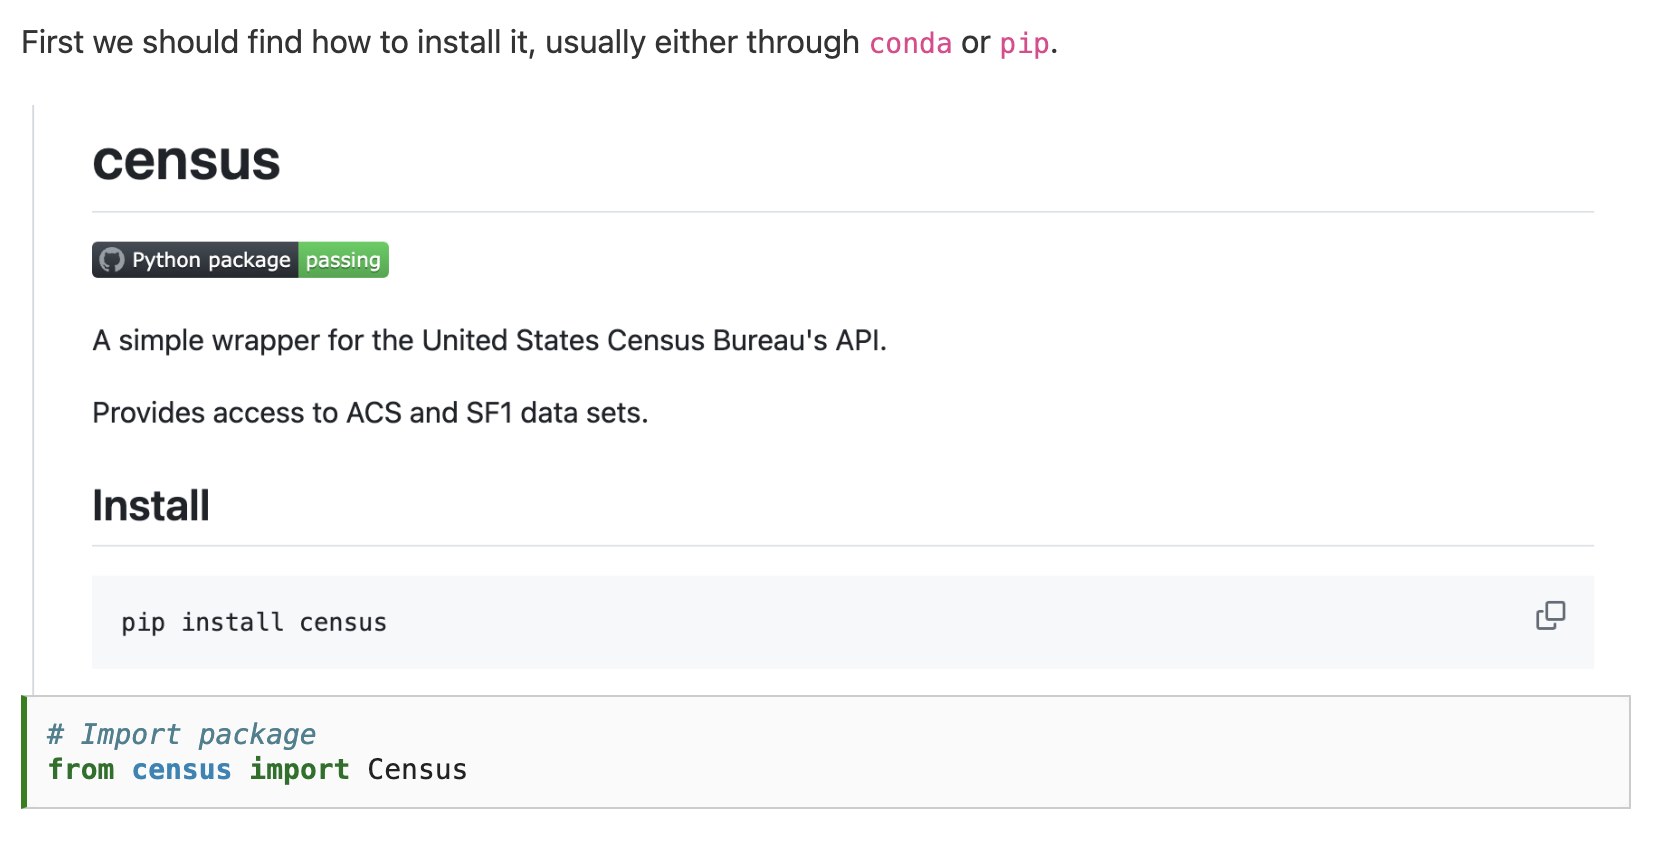 First we should find how to install it, usually either through conda or pip.
census
Python package passing
A simple wrapper for the United States Census Bureau's API.
Provides access to ACS and SF1 data sets.
Install
pip install census
# Import package
from census import Census